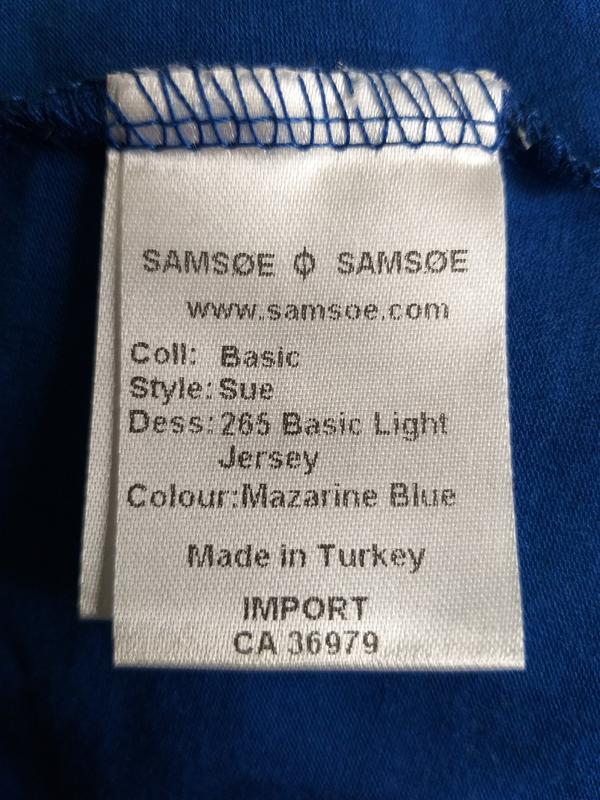 SAMSØE ϕ SAMSØE
www.samsoe.com
Coll: Basic
Style: Sue
Dess: 265 Basic Light
Jersey
Colour:Mazarine Blue
Made in Turkey
IMPORT
CA 36979